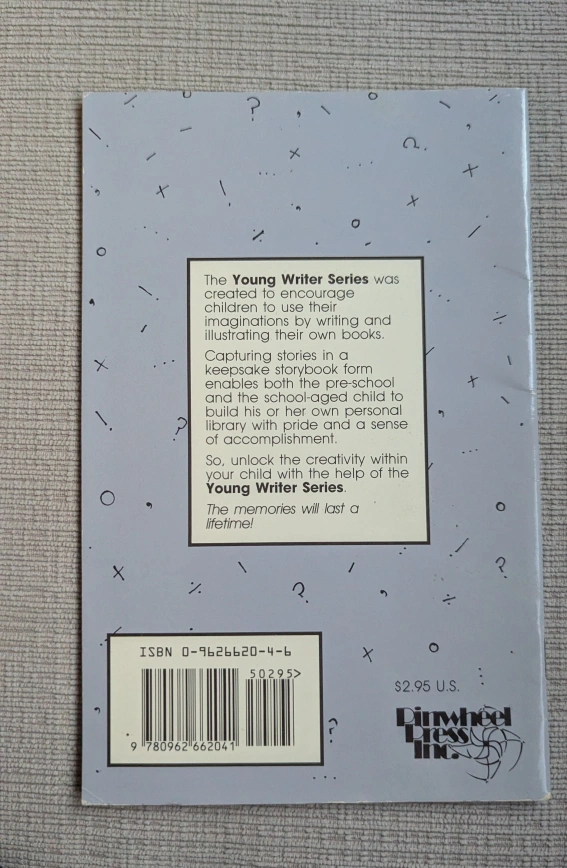 The Young Writer Series was
created to encourage
children to use their
imaginations by writing and
illustrating their own books.
Capturing stories in a
keepsake storybook form
enables both the pre-school
and the school-aged child to
build his or her own personal
library with pride and a sense
of accomplishment.
So, unlock the creativity within
your child with the help of the
Young Writer Series.
The memories will last a
lifetime!
ISBN 0-9626620-4-6
50295>
9 780962 662041
$2.95 U.S.
Pinwheel
Press
Inc.